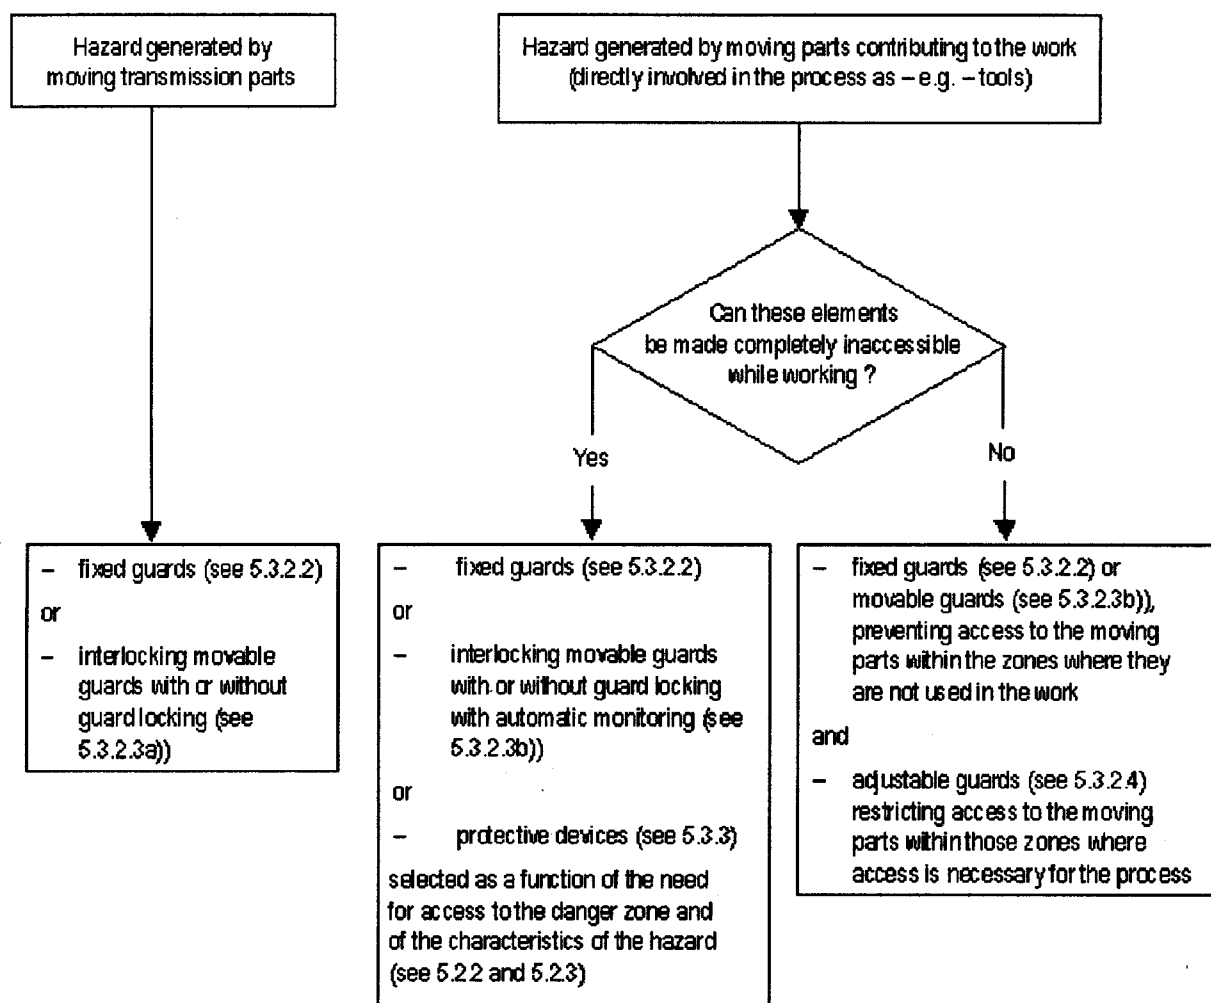 Hazard generated by
moving transmission parts
Hazard generated by moving parts contributing to the work
(directly involved in the process as – e.g. – tools)
Can these elements
be made completely inaccessible
while working ?
Yes
No
– fixed guards (see 5.3.2.2)
or
– interlocking movable
guards with or without
guard locking (see
5.3.2.3a))
– fixed guards (see 5.3.2.2)
or
– interlocking movable guards
with or without guard locking
with automatic monitoring (see
5.3.2.3b))
or
– protective devices (see 5.3.3)
selected as a function of the need
for access to the danger zone and
of the characteristics of the hazard
(see 5.2.2 and 5.2.3)
– fixed guards (see 5.3.2.2) or
movable guards (see 5.3.2.3b)),
preventing access to the moving
parts within the zones where they
are not used in the work
and
– adjustable guards (see 5.3.2.4)
restricting access to the moving
parts within those zones where
access is necessary for the process